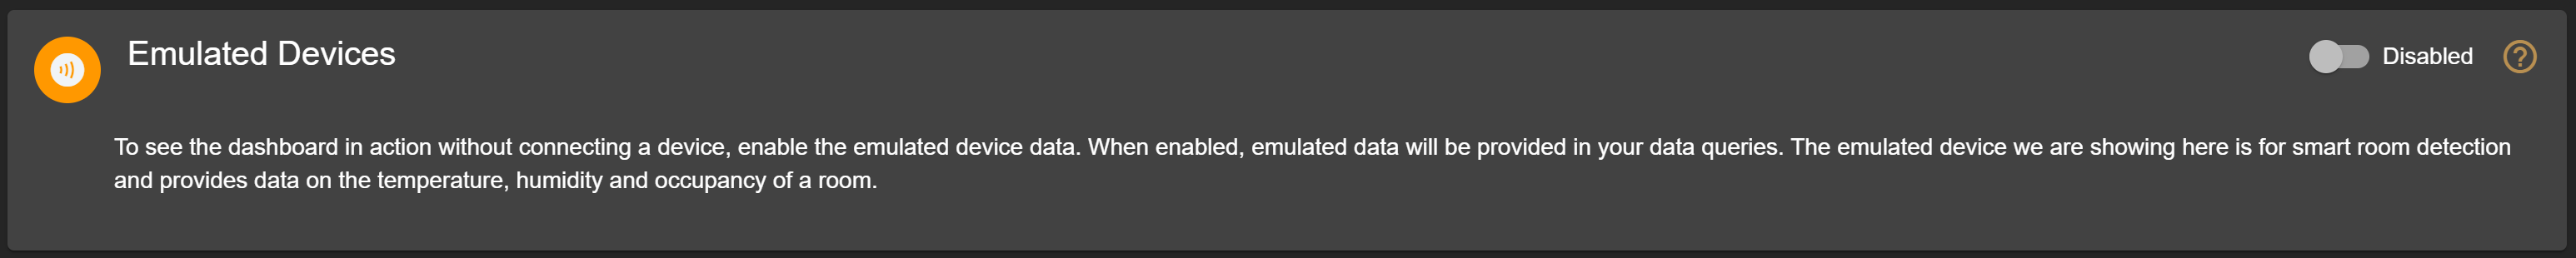 Emulated Devices
Disabled
To see the dashboard in action without connecting a device, enable the emulated device data. When enabled, emulated data will be provided in your data queries. The emulated device we are showing here is for smart room detection
and provides data on the temperature, humidity and occupancy of a room.